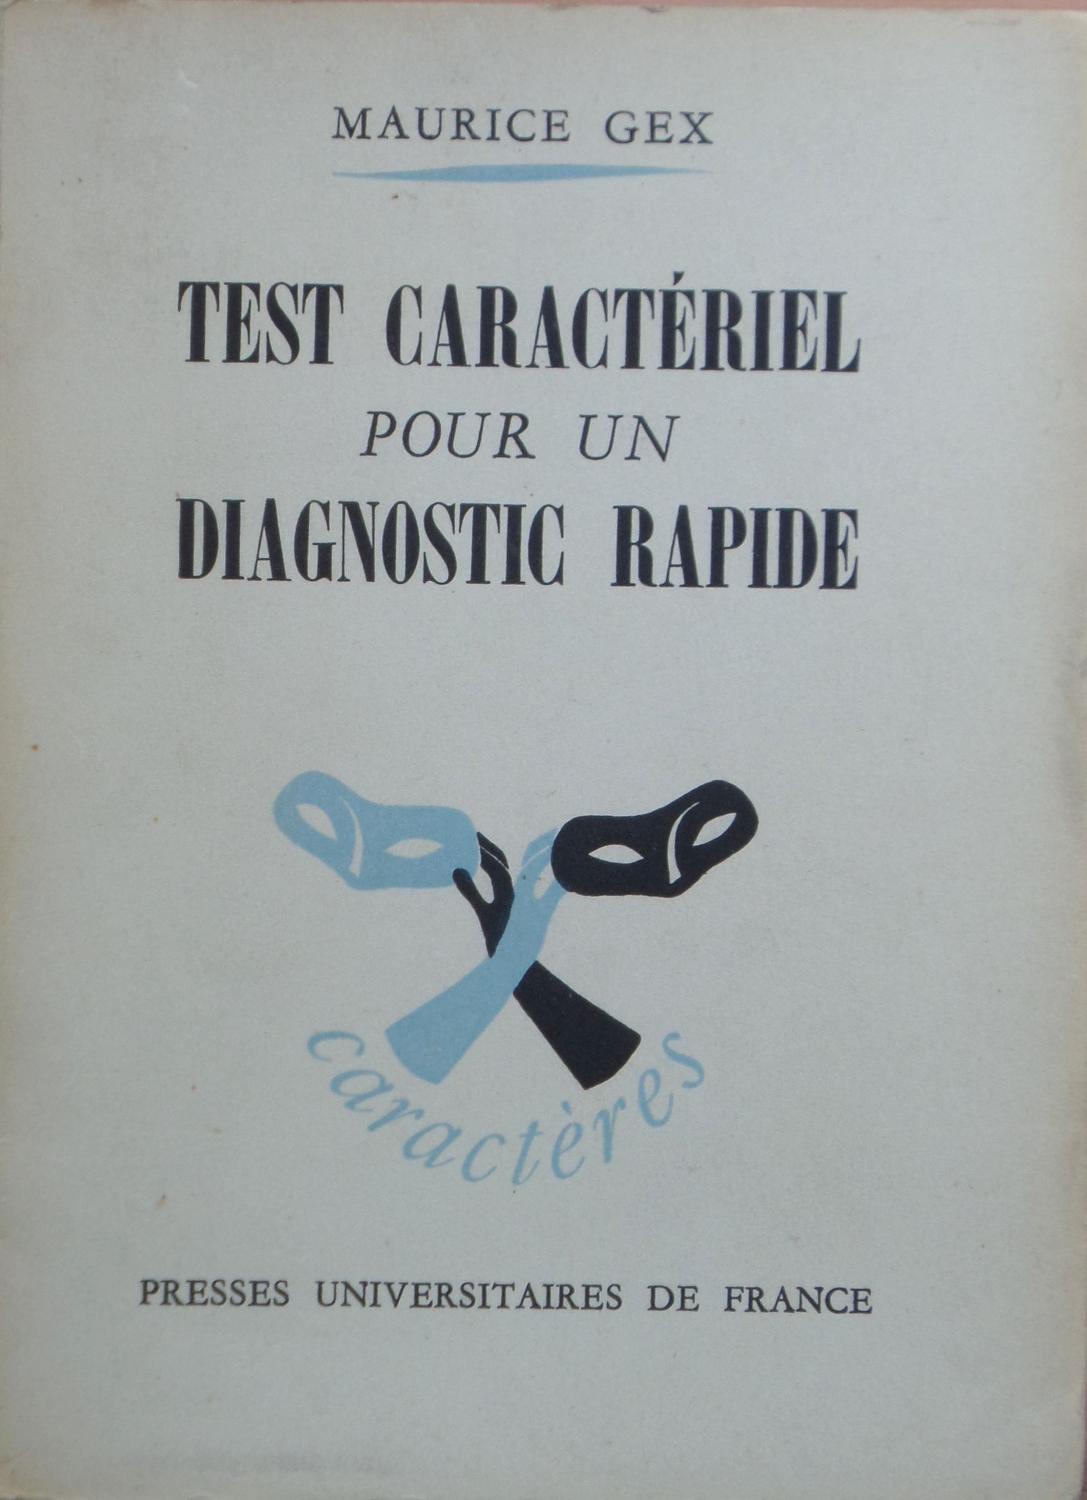 MAURICE GEX
TEST CARACTÉRIEL
POUR UN
DIAGNOSTIC RAPIDE
caractères
PRESSES UNIVERSITAIRES DE FRANCE